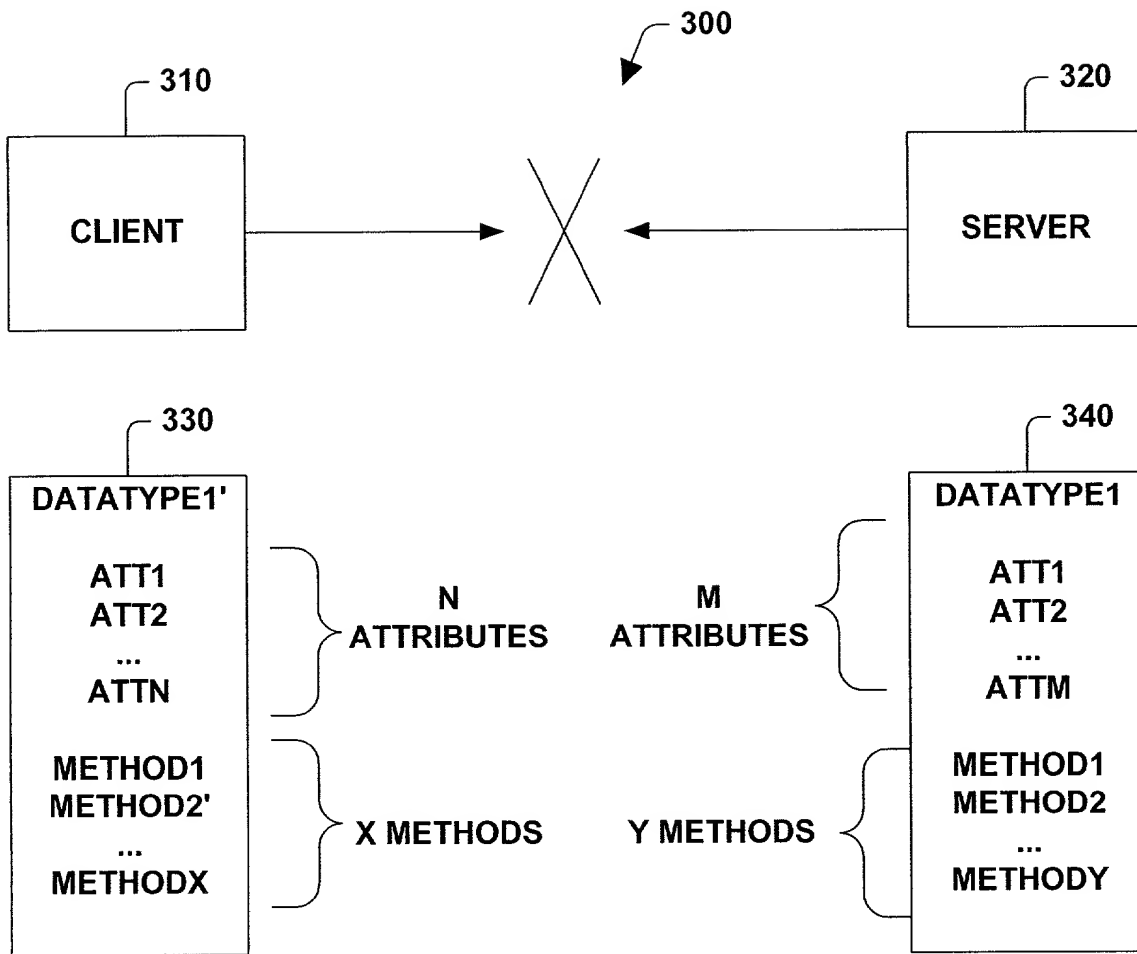 300
310
320
CLIENT
SERVER
330
340
DATATYPE1'
ATT1
ATT2
...
ATTN
METHOD1
METHOD2'
...
METHODX
N
ATTRIBUTES
X METHODS
M
ATTRIBUTES
Y METHODS
DATATYPE1
ATT1
ATT2
...
ATTM
METHOD1
METHOD2
...
METHODY